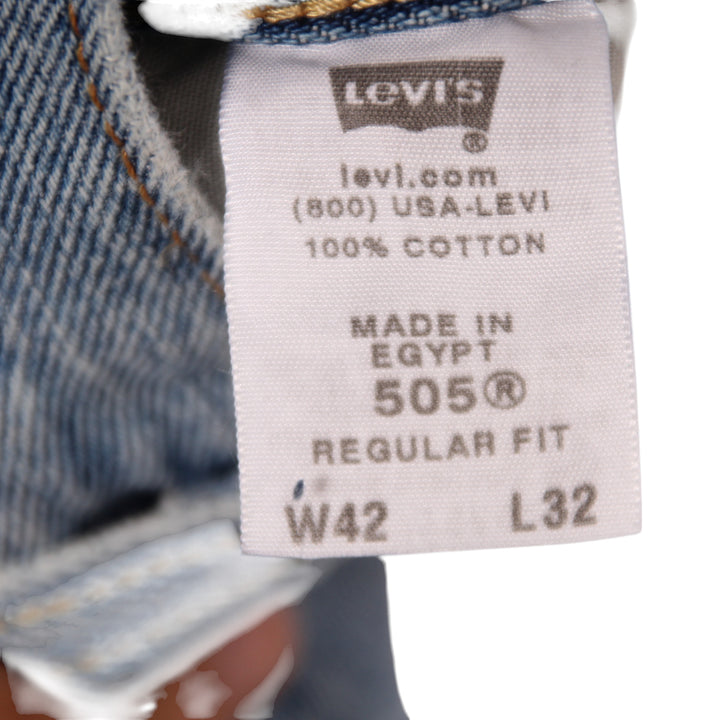 LEVI'S
®
levi.com
(800) USA-LEVI
100% COTTON
MADE IN
EGYPT
505®
REGULAR FIT
W42 L32